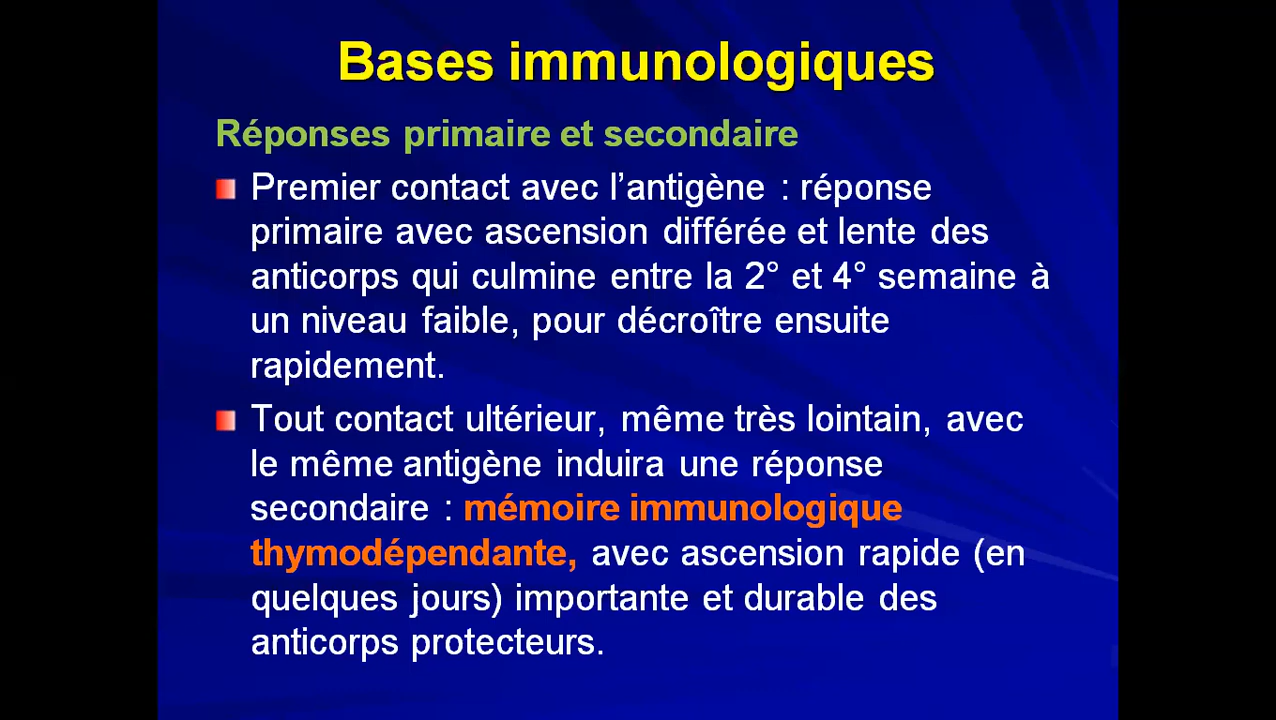 Bases immunologiques
Réponses primaire et secondaire
Premier contact avec l’antigène : réponse
primaire avec ascension différée et lente des
anticorps qui culmine entre la 2° et 4° semaine à
un niveau faible, pour décroître ensuite
rapidement.
Tout contact ultérieur, même très lointain, avec
le même antigène induira une réponse
secondaire : mémoire immunologique
thymodépendante, avec ascension rapide (en
quelques jours) importante et durable des
anticorps protecteurs.